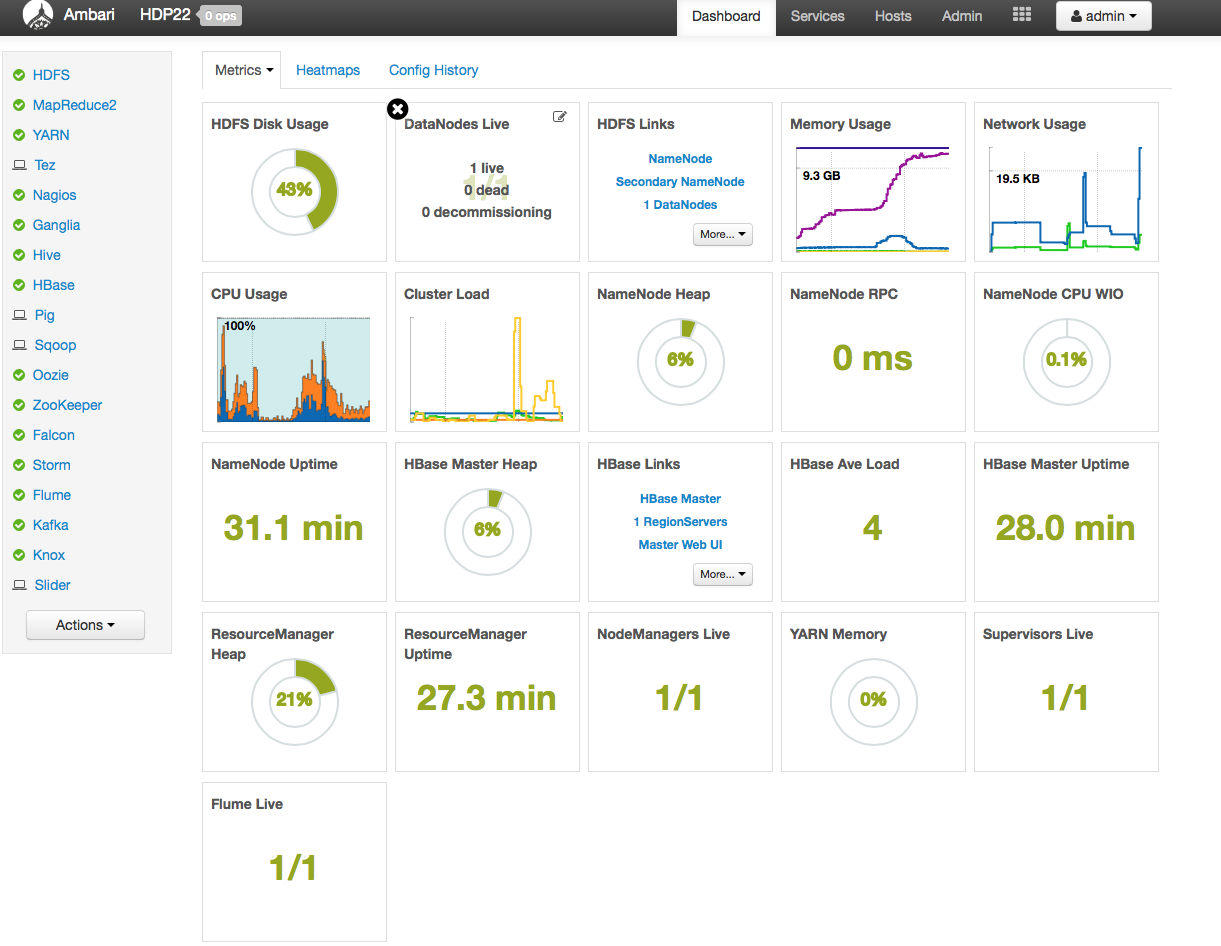 Ambari HDP22 0 ops Dashboard Services Hosts Admin admin
HDFS
MapReduce2
YARN
Tez
Nagios
Ganglia
Hive
HBase
Pig
Sqoop
Oozie
ZooKeeper
Falcon
Storm
Flume
Kafka
Knox
Slider
Actions
Metrics Heatmaps Config History
HDFS Disk Usage
43%
DataNodes Live
1/1
1 live
0 dead
0 decommissioning
HDFS Links
NameNode
Secondary NameNode
1 DataNodes
More...
Memory Usage
9.3 GB
Network Usage
19.5 KB
CPU Usage
100%
Cluster Load
NameNode Heap
6%
NameNode RPC
0 ms
NameNode CPU WIO
0.1%
NameNode Uptime
31.1 min
HBase Master Heap
6%
HBase Links
HBase Master
1 RegionServers
Master Web UI
More...
HBase Ave Load
4
HBase Master Uptime
28.0 min
ResourceManager
Heap
21%
ResourceManager
Uptime
27.3 min
NodeManagers Live
1/1
YARN Memory
0%
Supervisors Live
1/1
Flume Live
1/1